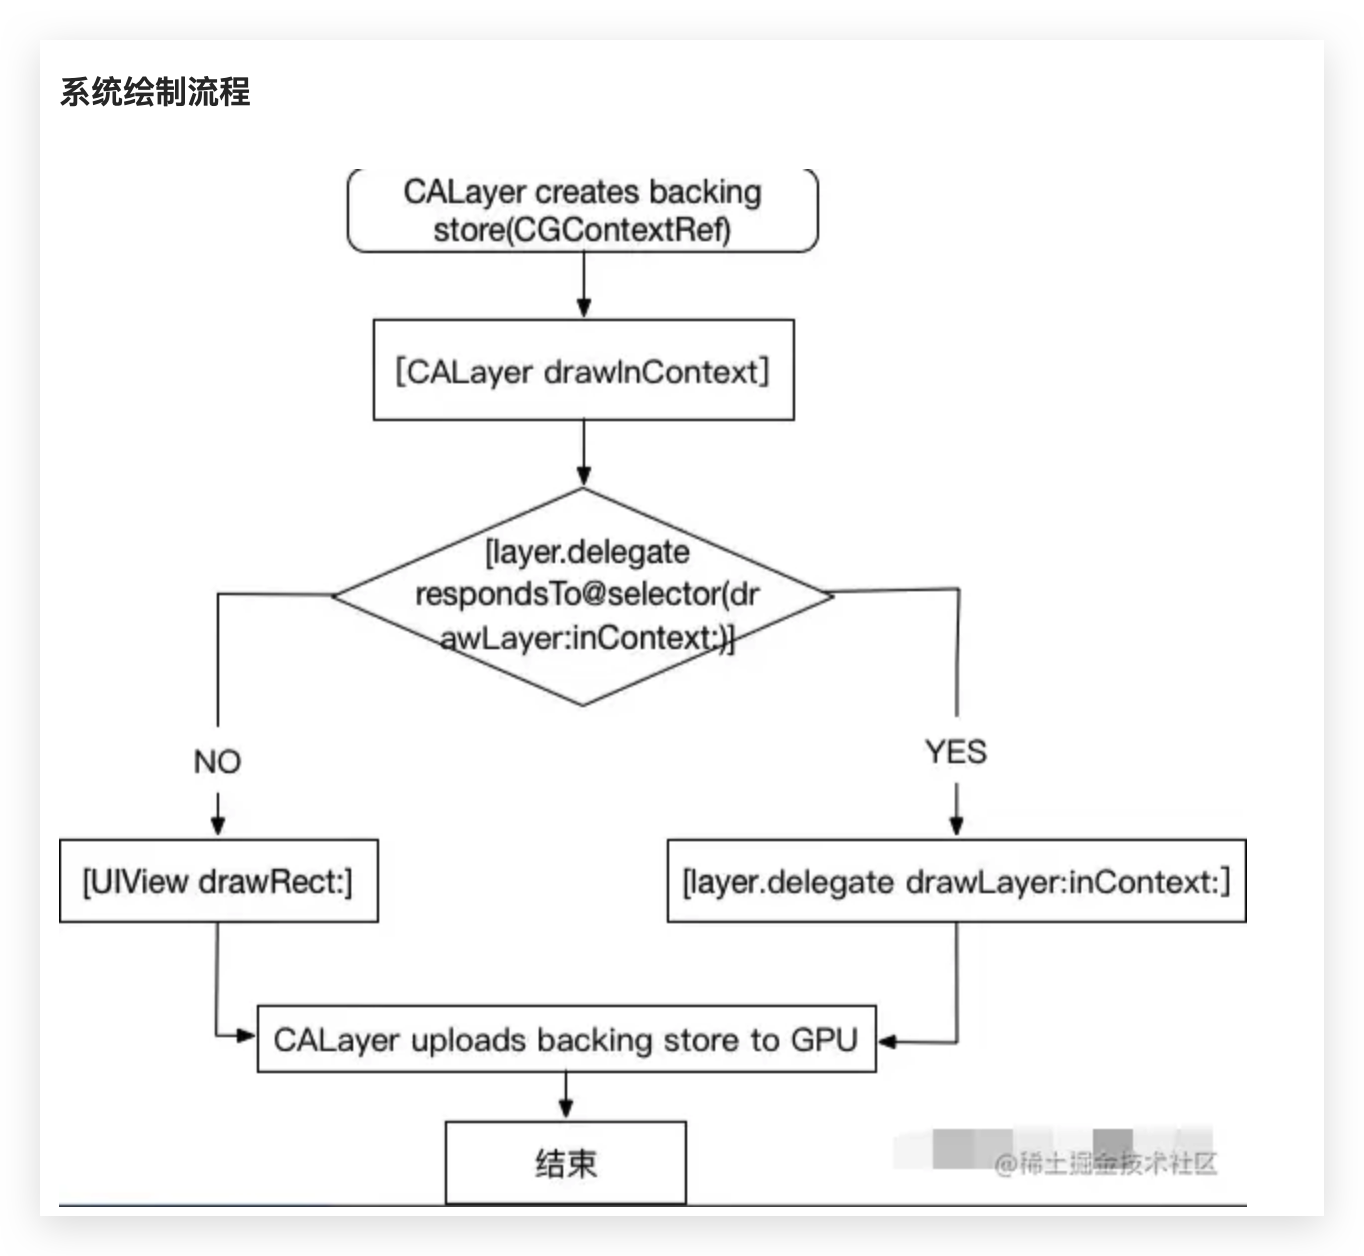 系统绘制流程
CALayer creates backing
store(CGContextRef)
[CALayer drawInContext]
[layer.delegate
respondsTo@selector(dr
awLayer:inContext:)]
NO
YES
[UIView drawRect:]
[layer.delegate drawLayer:inContext:]
CALayer uploads backing store to GPU
结束
@稀土掘金技术社区